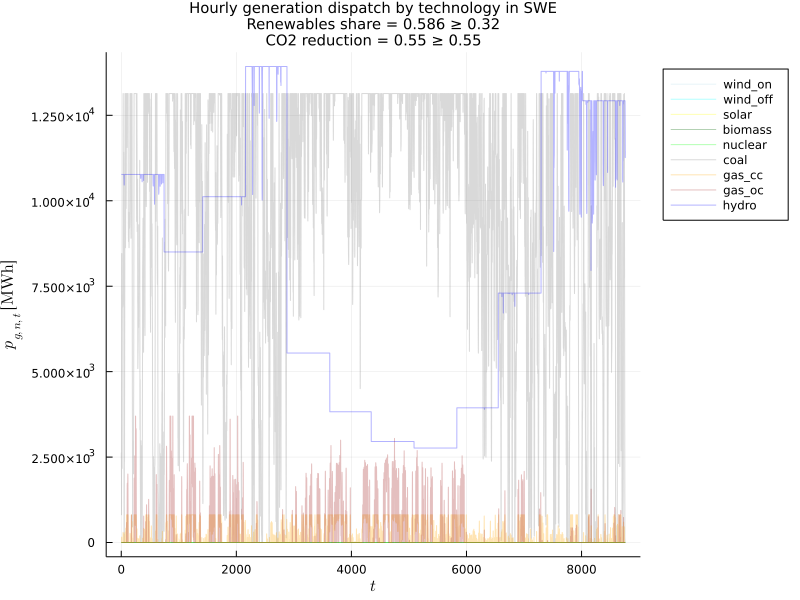 Hourly generation dispatch by technology in SWE
Renewables share = 0.586 ≥ 0.32
CO2 reduction = 0.55 ≥ 0.55
1.250×10⁴
1.000×10⁴
7.500×10³
5.000×10³
2.500×10³
0
p_{g,n,t} [MWh]
0 2000 4000 6000 8000
t
wind_on
wind_off
solar
biomass
nuclear
coal
gas_cc
gas_oc
hydro